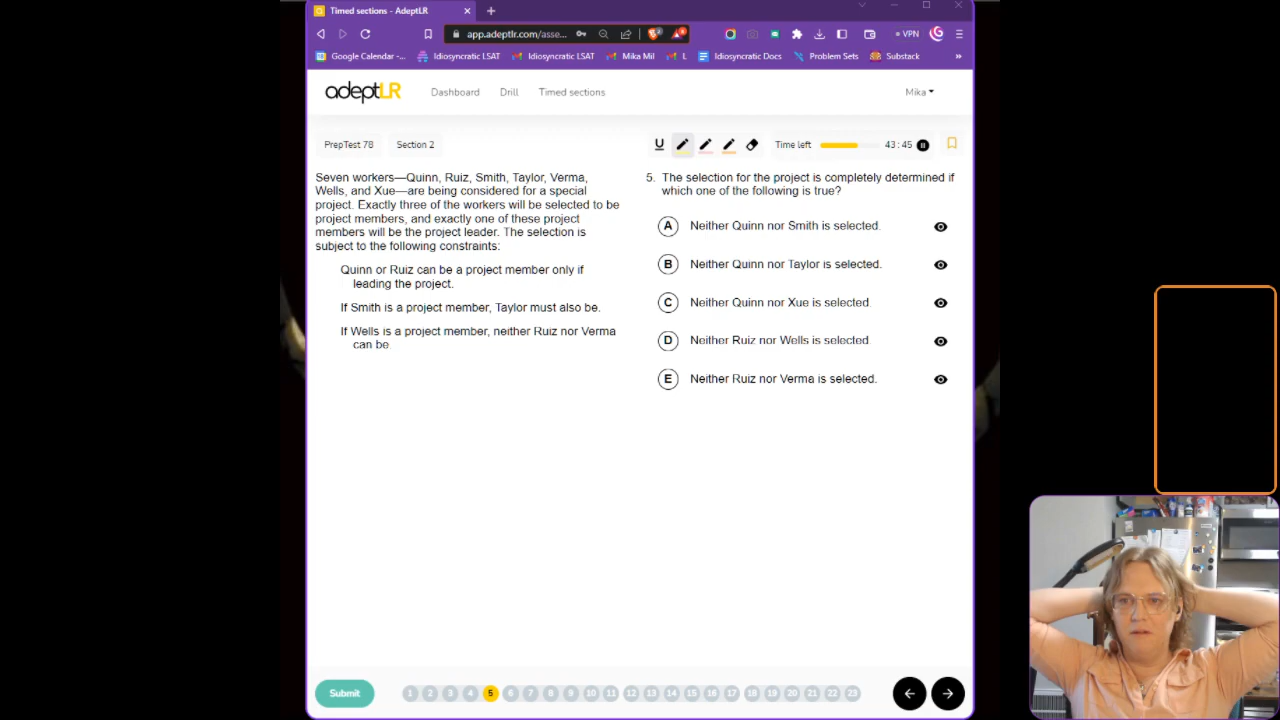 Timed sections - AdeptLR
app.adeptlr.com/asse...
VPN
Google Calendar -...
Idiosyncratic LSAT
Idiosyncratic LSAT
Mika Mil
L
Idiosyncratic Docs
Problem Sets
Substack
»
adeptLR
Dashboard
Drill
Timed sections
Mika
PrepTest 78
Section 2
U
Time left
43 : 45
Seven workers—Quinn, Ruiz, Smith, Taylor, Verma,
Wells, and Xue—are being considered for a special
project. Exactly three of the workers will be selected to be
project members, and exactly one of these project
members will be the project leader. The selection is
subject to the following constraints:
Quinn or Ruiz can be a project member only if
leading the project.
If Smith is a project member, Taylor must also be.
If Wells is a project member, neither Ruiz nor Verma
can be.
5. The selection for the project is completely determined if
which one of the following is true?
A Neither Quinn nor Smith is selected.
B Neither Quinn nor Taylor is selected.
C Neither Quinn nor Xue is selected.
D Neither Ruiz nor Wells is selected.
E Neither Ruiz nor Verma is selected.
Submit
1 2 3 4 5 6 7 8 9 10 11 12 13 14 15 16 17 18 19 20 21 22 23